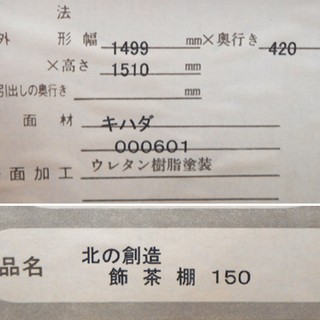 法
外 形 幅 1499 mm×奥行き 420
×高さ 1510 mm
引出しの奥行き mm
面 材 キハダ
000601
面加工 ウレタン樹脂塗装
品名 北の創造
飾 茶 棚 150